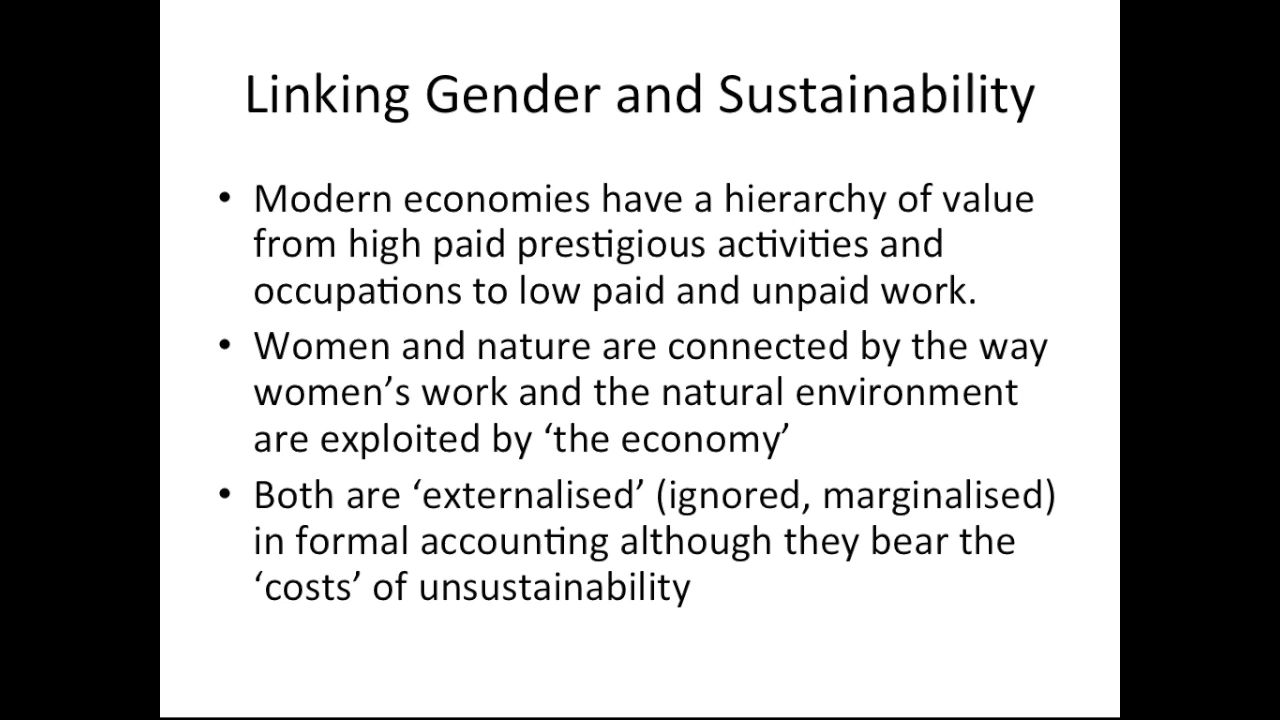 Linking Gender and Sustainability
• Modern economies have a hierarchy of value
from high paid prestigious activities and
occupations to low paid and unpaid work.
• Women and nature are connected by the way
women’s work and the natural environment
are exploited by ‘the economy’
• Both are ‘externalised’ (ignored, marginalised)
in formal accounting although they bear the
‘costs’ of unsustainability